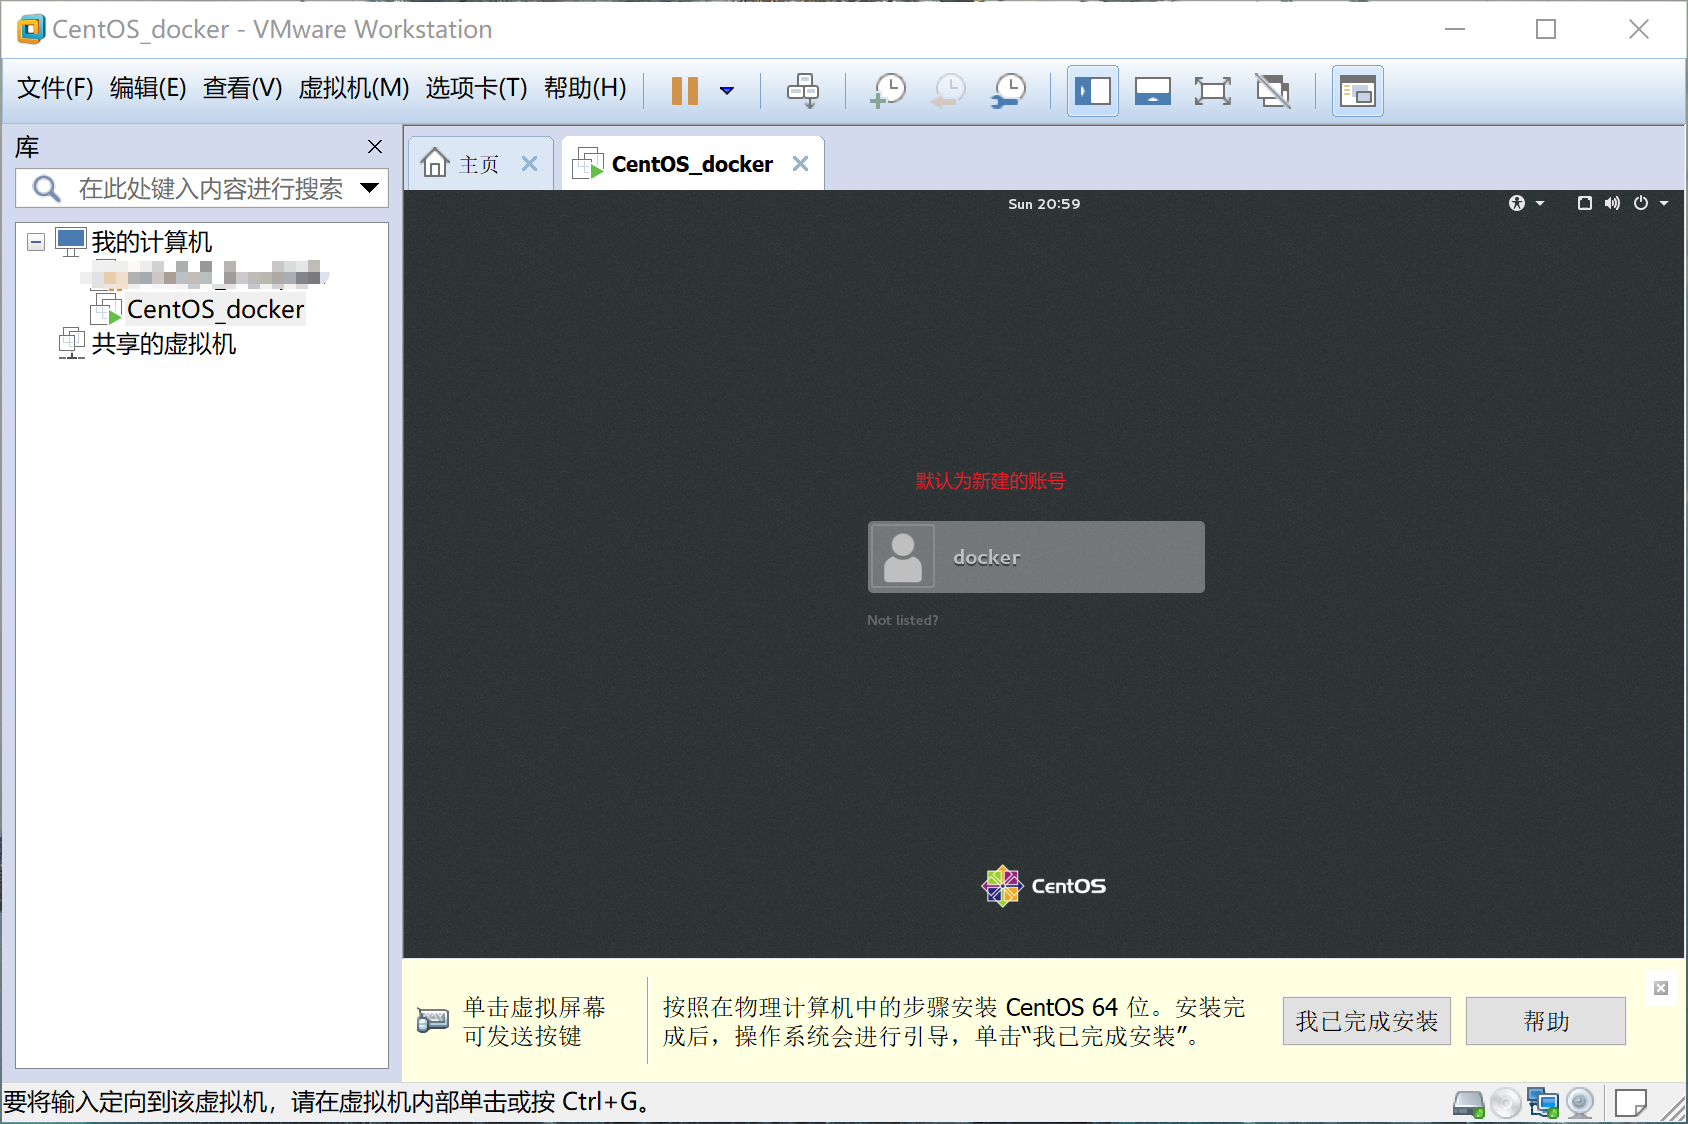 CentOS_docker - VMware Workstation
文件(F) 编辑(E) 查看(V) 虚拟机(M) 选项卡(T) 帮助(H)
库
在此处键入内容进行搜索
我的计算机
CentOS_docker
共享的虚拟机
主页
CentOS_docker
Sun 20:59
默认为新建的账号
docker
Not listed?
CentOS
单击虚拟屏幕
可发送按键
按照在物理计算机中的步骤安装 CentOS 64 位。安装完
成后，操作系统会进行引导，单击“我已完成安装”。
我已完成安装
帮助
要将输入定向到该虚拟机，请在虚拟机内部单击或按 Ctrl+G。